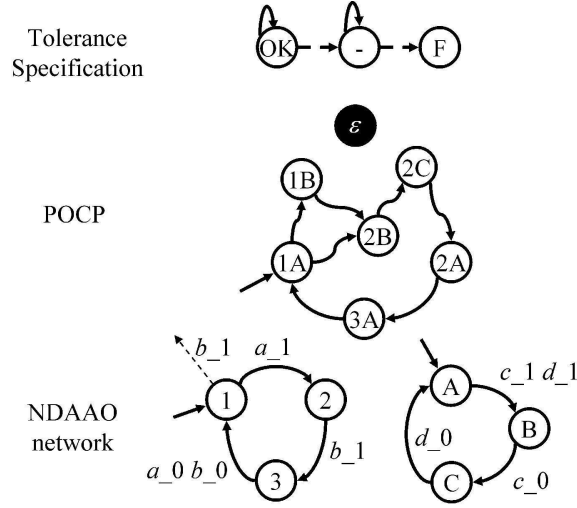 Tolerance
Specification
OK - F
ε
POCP
1B
2C
2B
1A
2A
3A
NDAAO
network
b_1
a_1
1
2
b_1
a_0 b_0
3
A
c_1 d_1
B
d_0
c_0
C